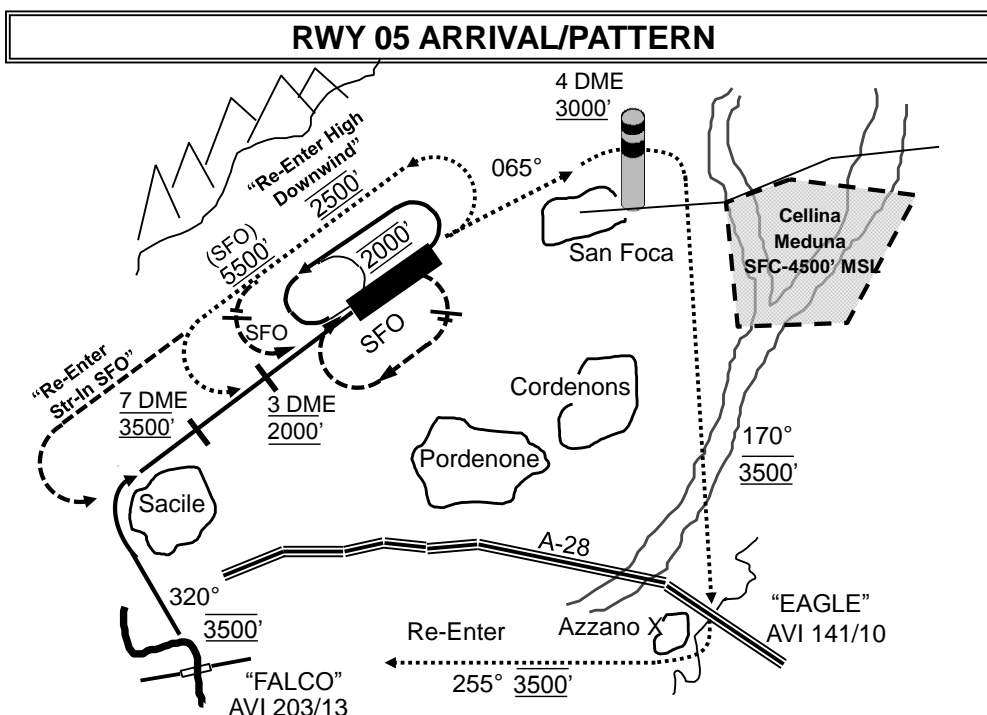 RWY 05 ARRIVAL/PATTERN
4 DME
3000’
“Re-Enter High
Downwind”
2500’
065°
(SFO)
5500’
2000’
San Foca
Cellina
Meduna
SFC-4500’ MSL
SFO
SFO
“Re-Enter
Str-In SFO”
7 DME
3500’
3 DME
2000’
Cordenons
Pordenone
170°
3500’
Sacile
A-28
320°
3500’
Re-Enter
Azzano X
“EAGLE”
AVI 141/10
255° 3500’
“FALCO”
AVI 203/13